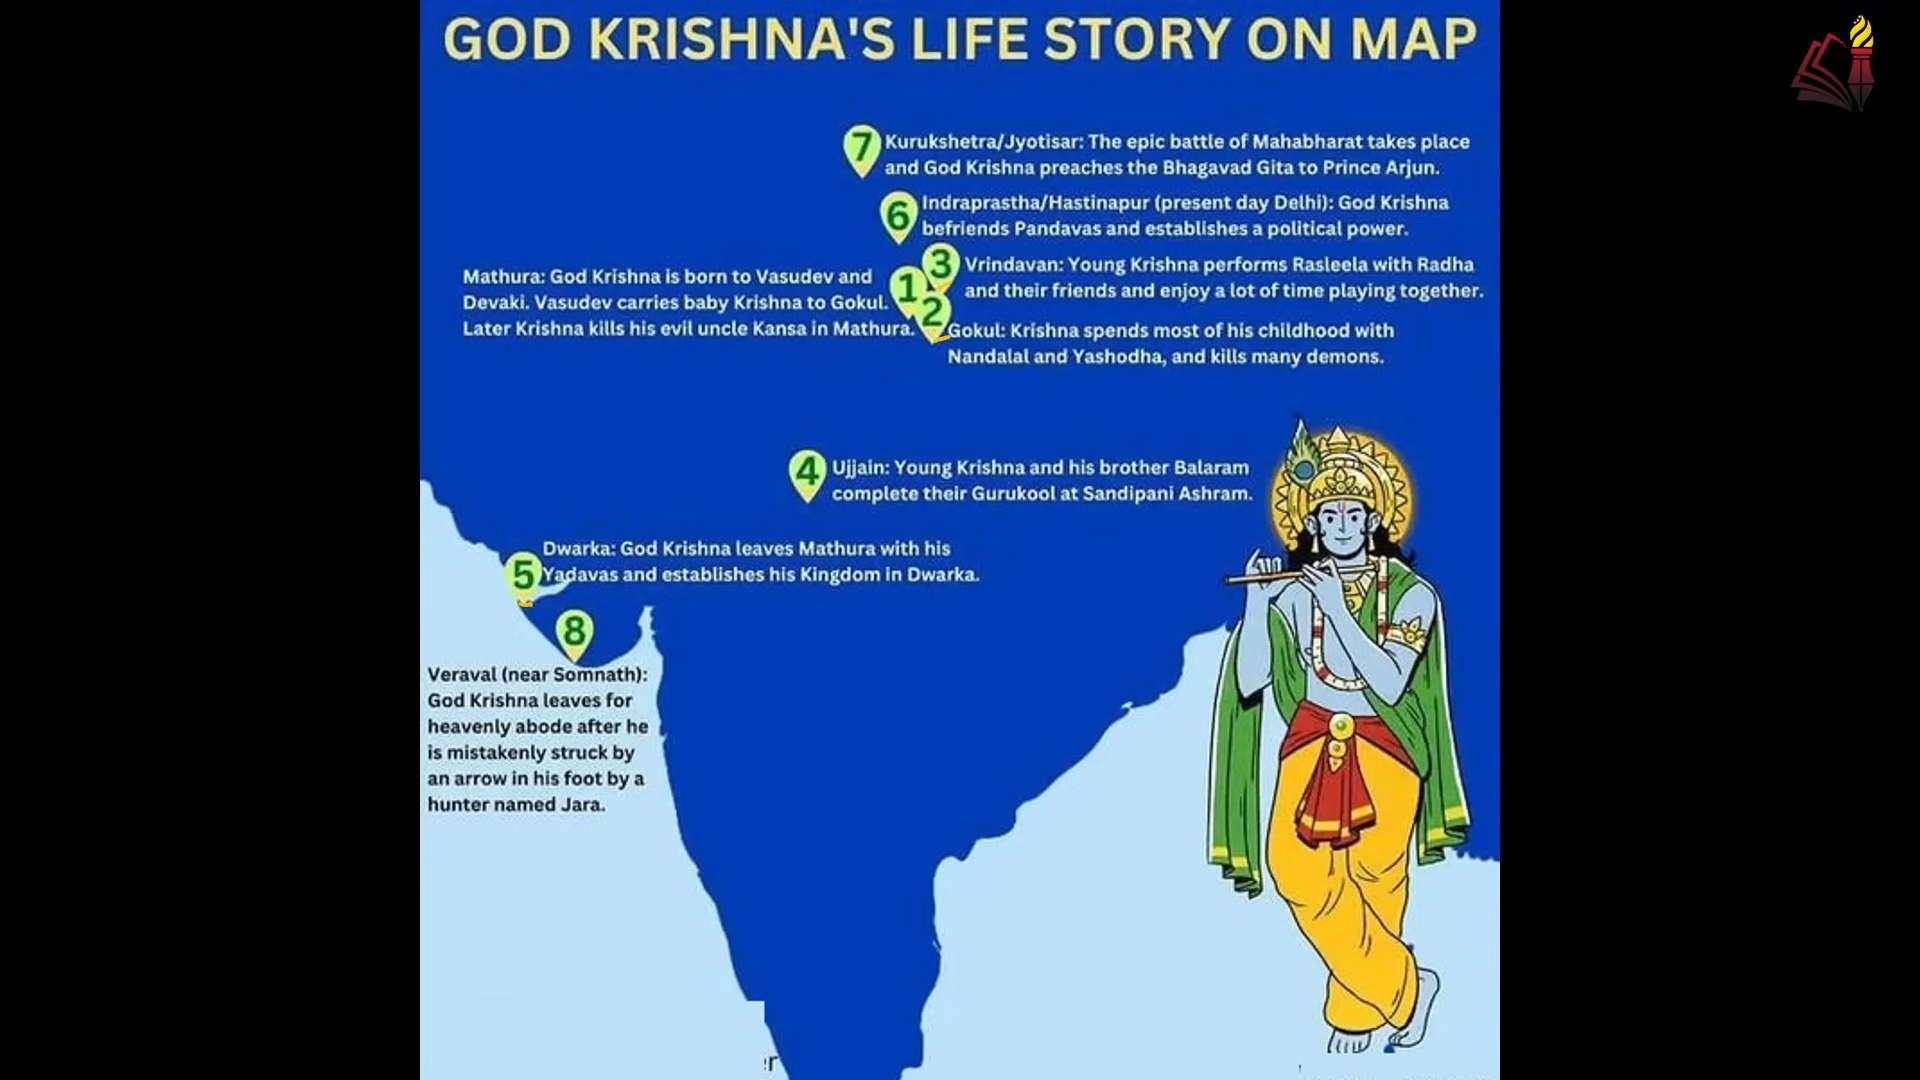 GOD KRISHNA'S LIFE STORY ON MAP
7
Kurukshetra/Jyotisar: The epic battle of Mahabharat takes place
and God Krishna preaches the Bhagavad Gita to Prince Arjun.
6
Indraprastha/Hastinapur (present day Delhi): God Krishna
befriends Pandavas and establishes a political power.
3
Vrindavan: Young Krishna performs Rasleela with Radha
and their friends and enjoy a lot of time playing together.
1
Mathura: God Krishna is born to Vasudev and
Devaki. Vasudev carries baby Krishna to Gokul.
Later Krishna kills his evil uncle Kansa in Mathura.
2
Gokul: Krishna spends most of his childhood with
Nandalal and Yashodha, and kills many demons.
4
Ujjain: Young Krishna and his brother Balaram
complete their Gurukool at Sandipani Ashram.
5
Dwarka: God Krishna leaves Mathura with his
Yadavas and establishes his Kingdom in Dwarka.
8
Veraval (near Somnath):
God Krishna leaves for
heavenly abode after he
is mistakenly struck by
an arrow in his foot by a
hunter named Jara.